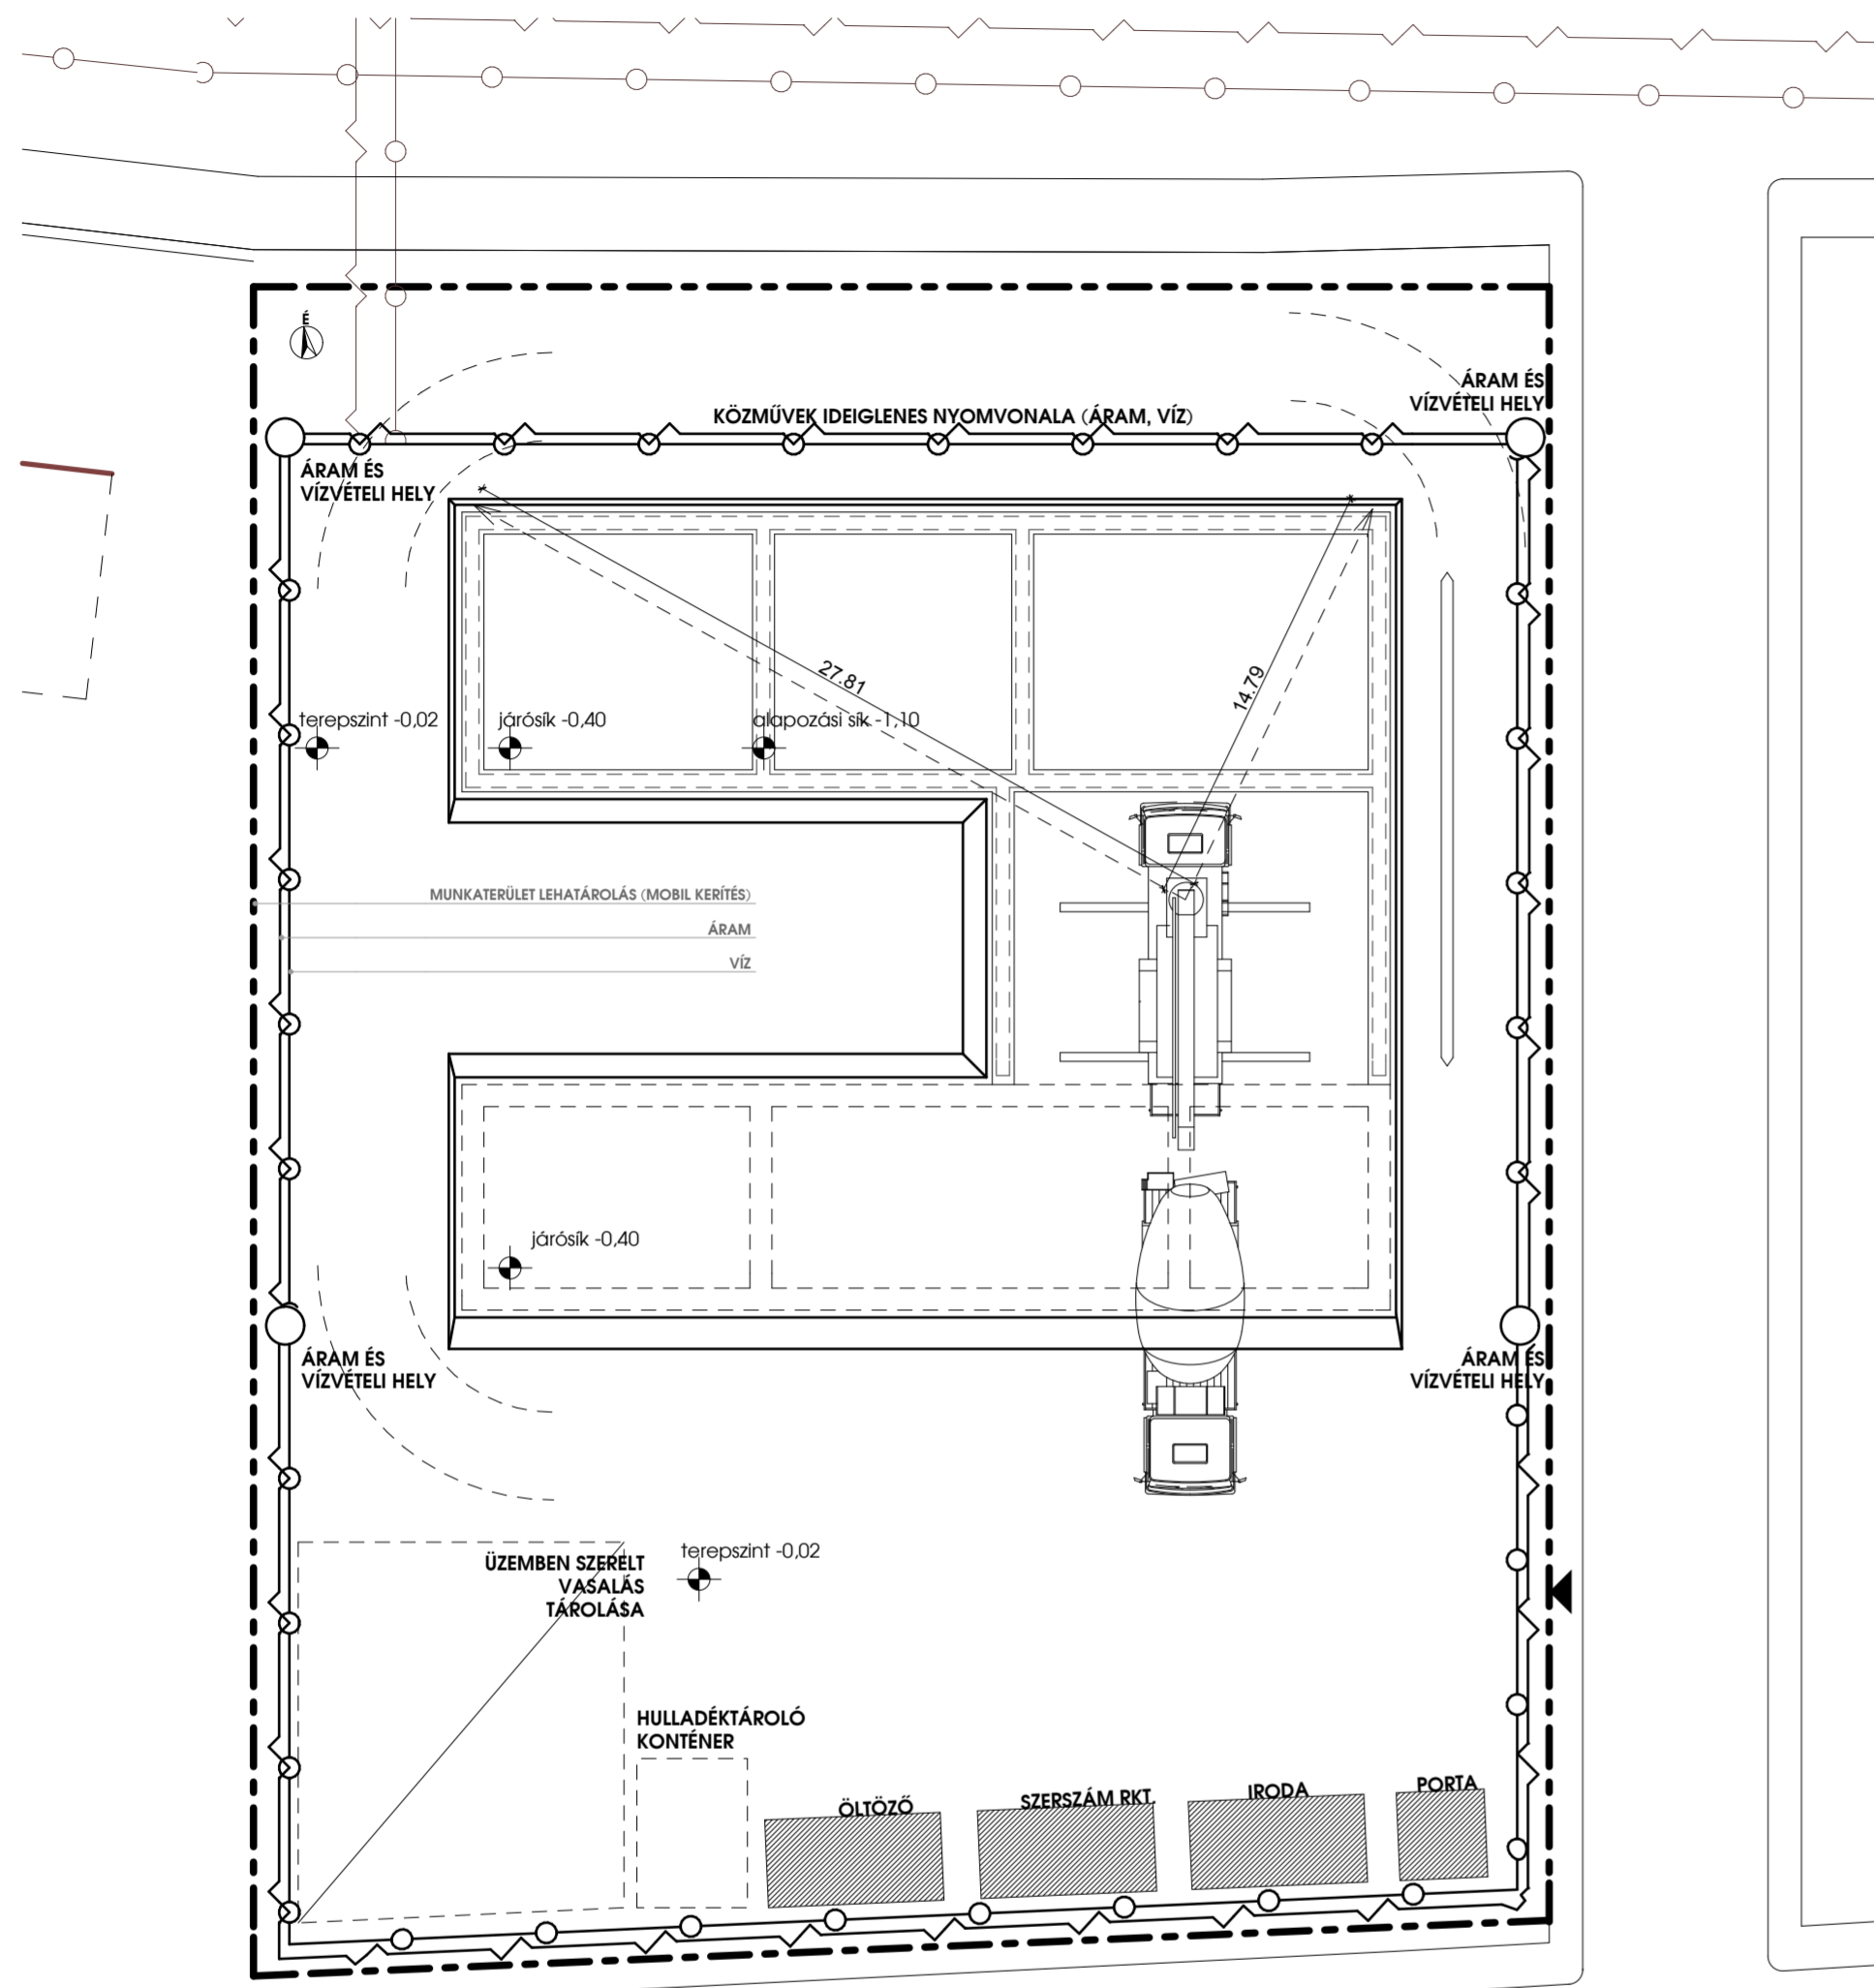 É
ÁRAM ÉS
VÍZVÉTELI HELY
KÖZMŰVEK IDEIGLENES NYOMVONALA (ÁRAM, VÍZ)
ÁRAM ÉS
VÍZVÉTELI HELY
27.81
14.79
terepszint -0,02
járósík -0,40
alapozási sík -1,10
MUNKATERÜLET LEHATÁROLÁS (MOBIL KERÍTÉS)
ÁRAM
VÍZ
járósík -0,40
ÁRAM ÉS
VÍZVÉTELI HELY
ÁRAM ÉS
VÍZVÉTELI HELY
ÜZEMBEN SZERELT
VASALÁS
TÁROLÁSA
terepszint -0,02
HULLADÉKTÁROLÓ
KONTÉNER
ÖLTÖZŐ
SZERSZÁM RKT.
IRODA
PORTA